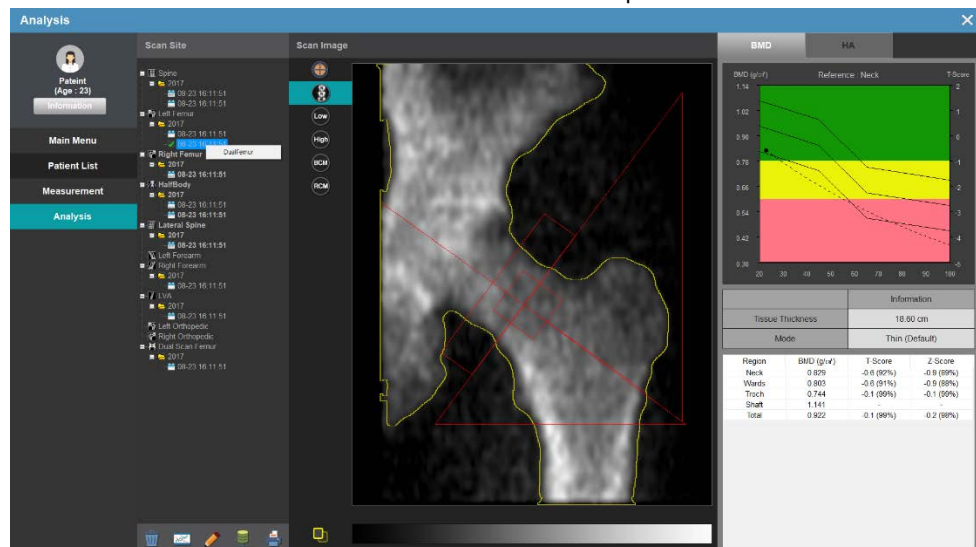 Analysis
Pateint
(Age : 23)
Information
Main Menu
Patient List
Measurement
Analysis
Scan Site
Spine
2017
08-23 16:11:51
08-23 16:11:51
Left Femur
2017
08-23 16:11:51
08-23 16:11:51
DualFemur
Right Femur
2017
08-23 16:11:51
HalfBody
2017
08-23 16:11:51
08-23 16:11:51
Lateral Spine
2017
08-23 16:11:51
Left Forearm
Right Forearm
2017
08-23 16:11:51
LVA
2017
08-23 16:11:51
Left Orthopedic
Right Orthopedic
Dual Scan Femur
2017
08-23 16:11:51
Scan Image
Low
High
BCM
RCM
BMD
HA
BMD (g/㎠) Reference : Neck T-Score
1.14 2
1.02 1
0.90 0
0.78 -1
0.66 -2
0.54 -3
0.42 -4
0.30 -5
20 30 40 50 60 70 80 90 100
Information
Tissue Thickness 18.60 cm
Mode Thin (Default)
Region BMD (g/㎠) T-Score Z-Score
Neck 0.829 -0.6 (92%) -0.9 (89%)
Wards 0.803 -0.6 (91%) -0.9 (88%)
Troch 0.744 -0.1 (99%) -0.1 (99%)
Shaft 1.141 - -
Total 0.922 -0.1 (99%) -0.2 (98%)